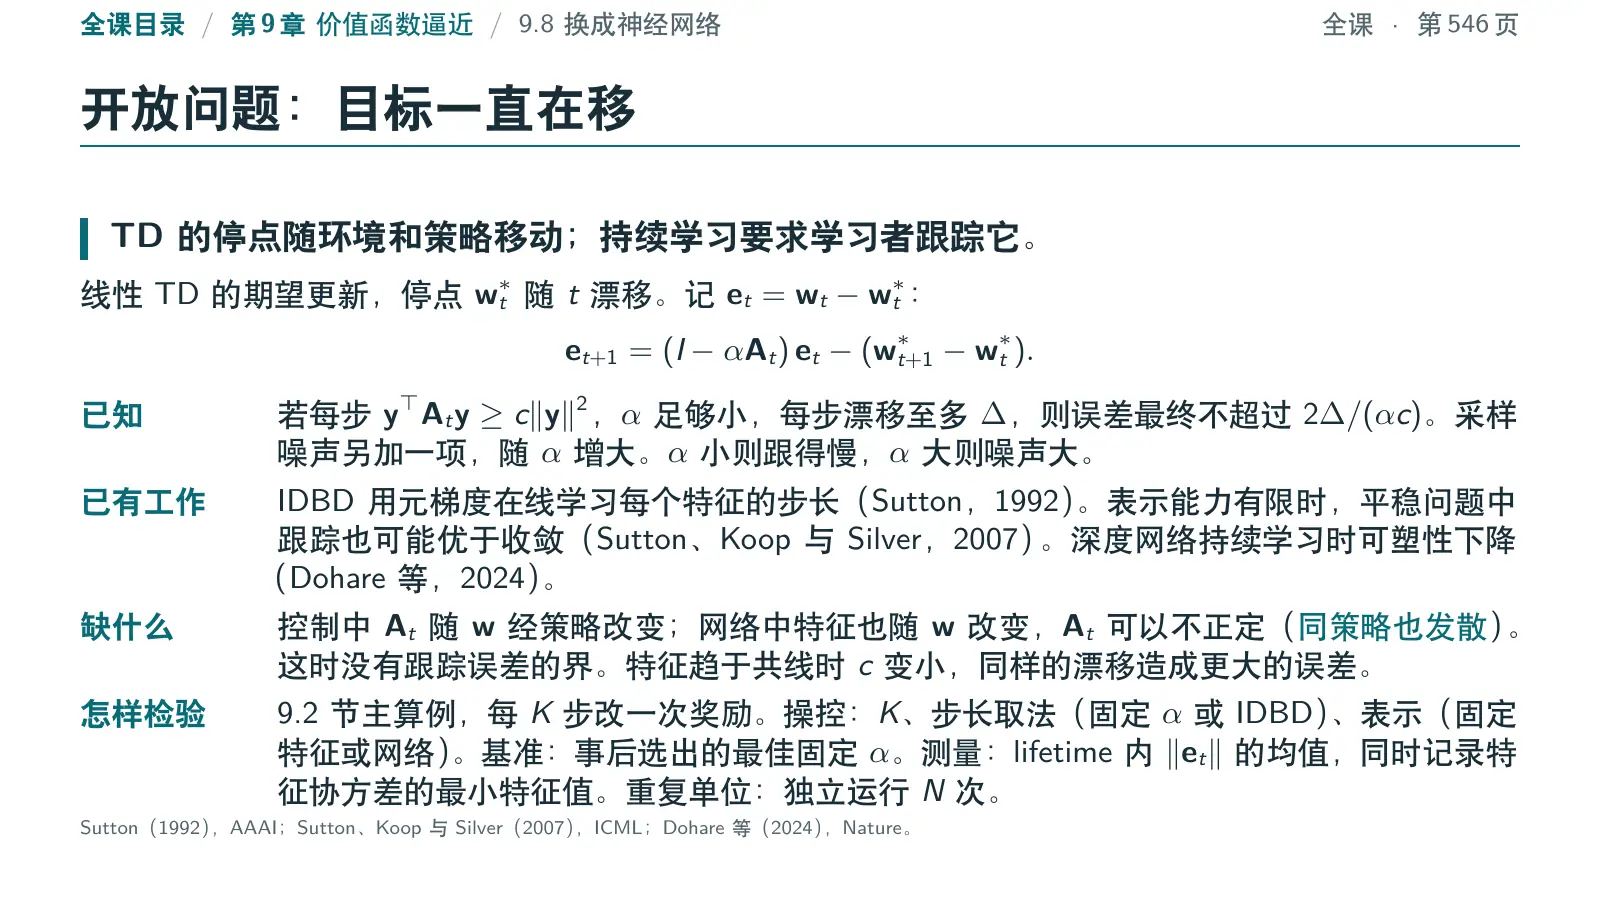 全课目录 / 第 9 章 价值函数逼近 / 9.8 换成神经网络
全课 · 第 546 页
开放问题：目标一直在移
TD 的停点随环境和策略移动；持续学习要求学习者跟踪它。
线性 TD 的期望更新，停点 𝐰ₜ* 随 t 漂移。记 𝐞ₜ = 𝐰ₜ − 𝐰ₜ*：
𝐞ₜ₊₁ = (I − α𝐀ₜ) 𝐞ₜ − (𝐰*ₜ₊₁ − 𝐰*ₜ).
已知
若每步 𝐲⊤𝐀ₜ𝐲 ≥ c‖𝐲‖²，α 足够小，每步漂移至多 Δ，则误差最终不超过 2Δ/(αc)。采样
噪声另加一项，随 α 增大。α 小则跟得慢，α 大则噪声大。
已有工作
IDBD 用元梯度在线学习每个特征的步长（Sutton，1992）。表示能力有限时，平稳问题中
跟踪也可能优于收敛（Sutton、Koop 与 Silver，2007）。深度网络持续学习时可塑性下降
（Dohare 等，2024）。
缺什么
控制中 𝐀ₜ 随 𝐰 经策略改变；网络中特征也随 𝐰 改变，𝐀ₜ 可以不正定（同策略也发散）。
这时没有跟踪误差的界。特征趋于共线时 c 变小，同样的漂移造成更大的误差。
怎样检验
9.2 节主算例，每 K 步改一次奖励。操控：K、步长取法（固定 α 或 IDBD）、表示（固定
特征或网络）。基准：事后选出的最佳固定 α。测量：lifetime 内 ‖𝐞ₜ‖ 的均值，同时记录特
征协方差的最小特征值。重复单位：独立运行 N 次。
Sutton（1992），AAAI；Sutton、Koop 与 Silver（2007），ICML；Dohare 等（2024），Nature。